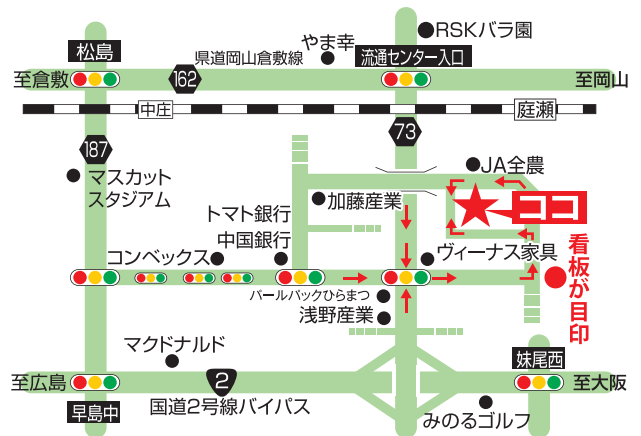 RSKバラ園
やま幸
松島
県道岡山倉敷線
流通センター入口
至倉敷
162
至岡山
中庄
庭瀬
73
187
JA全農
マスカット
スタジアム
加藤産業
ココ
トマト銀行
中国銀行
コンベックス
ヴィーナス家具
看板が目印
パールバックひらまつ
浅野産業
マクドナルド
妹尾西
至広島
2
至大阪
早島中
国道2号線バイパス
みのるゴルフ